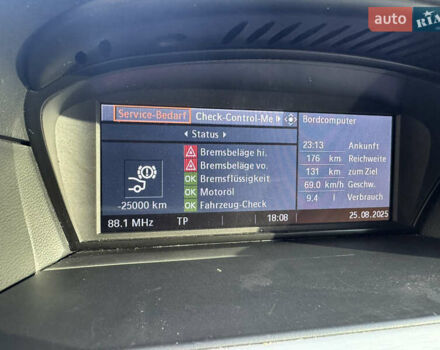 auto RIA.com
Service-Bedarf Check-Control-Me
Bordcomputer
Status
23:13 Ankunft
176 km Reichweite
131 km zum Ziel
69.0 km/h Geschw.
9.4 l Verbrauch
Bremsbeläge hi.
Bremsbeläge vo.
OK Bremsflüssigkeit
OK Motoröl
OK Fahrzeug-Check
-25000 km
88.1 MHz TP 18:08 25.08.2025